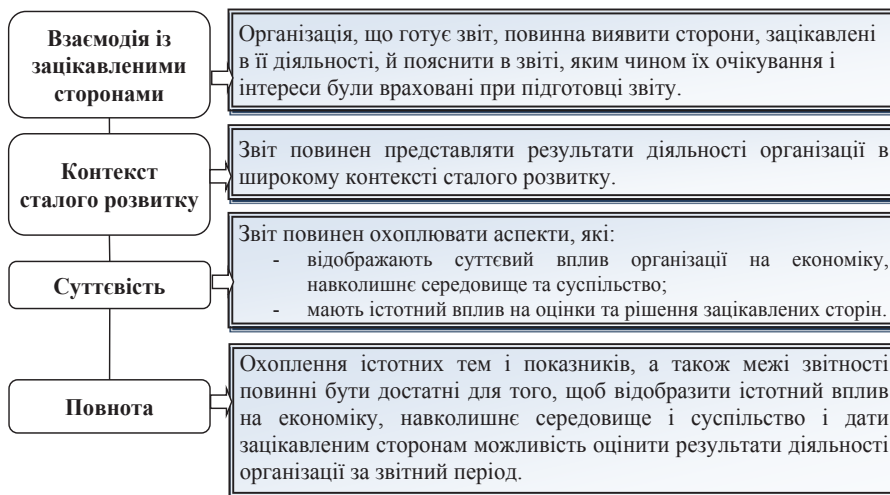 Взаємодія із
зацікавленими
сторонами
Організація, що готує звіт, повинна виявити сторони, зацікавлені
в її діяльності, й пояснити в звіті, яким чином їх очікування і
інтереси були враховані при підготовці звіту.
Контекст
сталого розвитку
Звіт повинен представляти результати діяльності організації в
широкому контексті сталого розвитку.
Суттєвість
Звіт повинен охоплювати аспекти, які:
- відображають суттєвий вплив організації на економіку,
навколишнє середовище та суспільство;
- мають істотний вплив на оцінки та рішення зацікавлених сторін.
Повнота
Охоплення істотних тем і показників, а також межі звітності
повинні бути достатні для того, щоб відобразити істотний вплив
на економіку, навколишнє середовище і суспільство і дати
зацікавленим сторонам можливість оцінити результати діяльності
організації за звітний період.